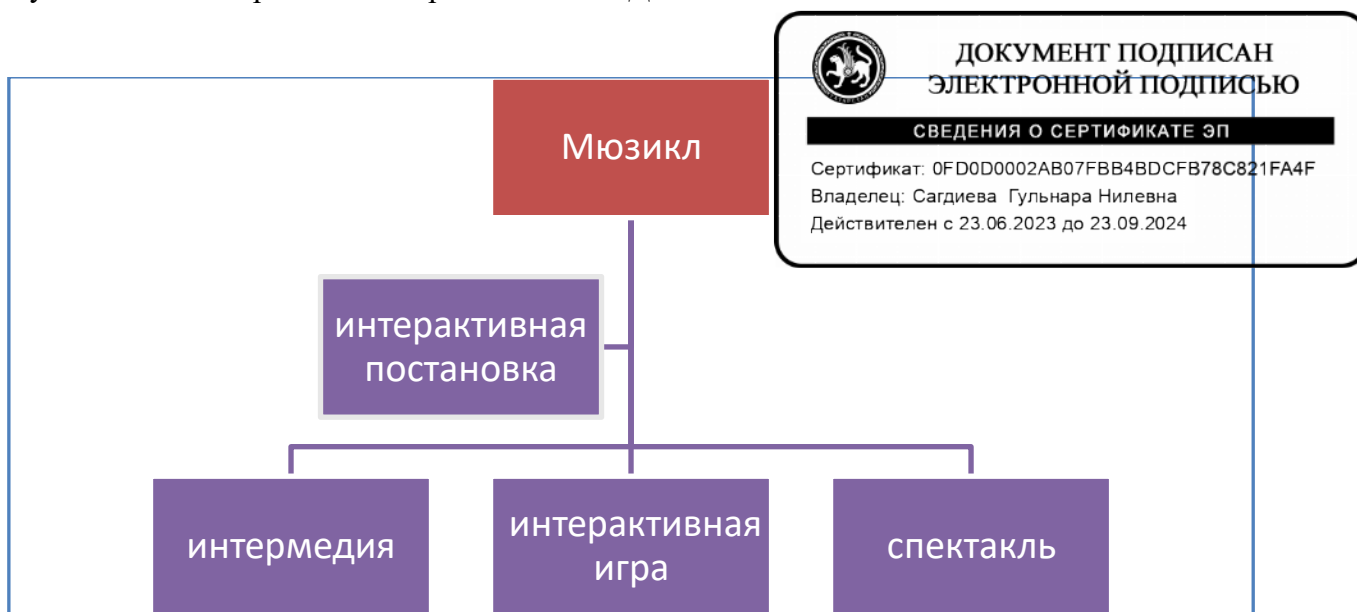 ДОКУМЕНТ ПОДПИСАН
ЭЛЕКТРОННОЙ ПОДПИСЬЮ
СВЕДЕНИЯ О СЕРТИФИКАТЕ ЭП
Сертификат: 0FD0D0002AB07FBB4BDCFB78C821FA4F
Владелец: Сагдиева Гульнара Нилевна
Действителен с 23.06.2023 до 23.09.2024
Мюзикл
интерактивная
постановка
интермедия
интерактивная
игра
спектакль